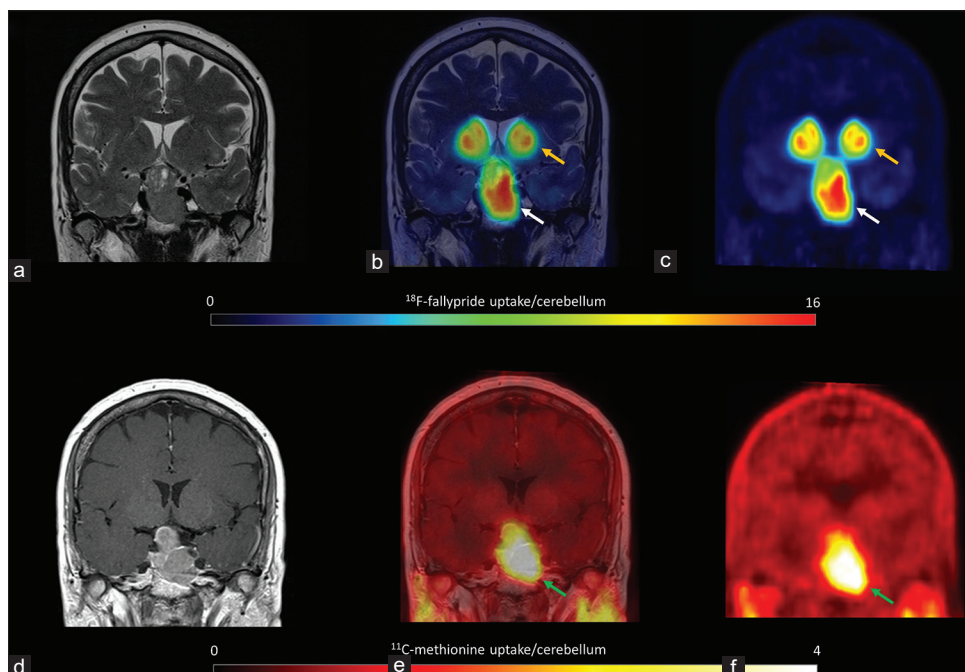 a
b
c
0 16
¹⁸F-fallypride uptake/cerebellum
d
e
f
0 4
¹¹C-methionine uptake/cerebellum